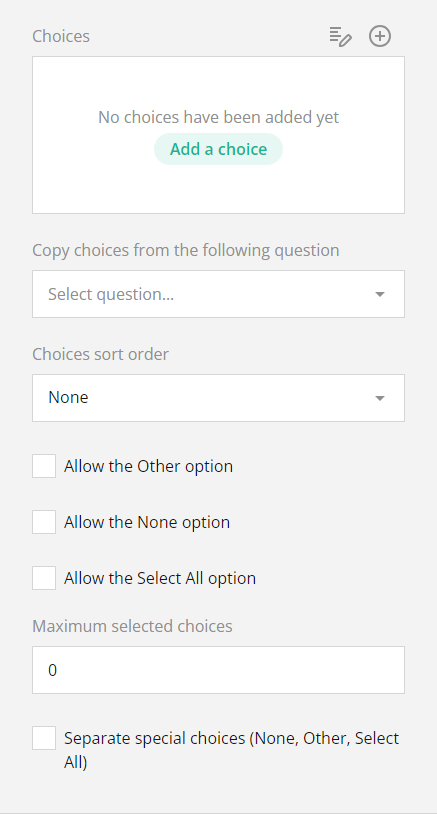 Choices
No choices have been added yet
Add a choice
Copy choices from the following question
Select question...
Choices sort order
None
Allow the Other option
Allow the None option
Allow the Select All option
Maximum selected choices
0
Separate special choices (None, Other, Select
All)